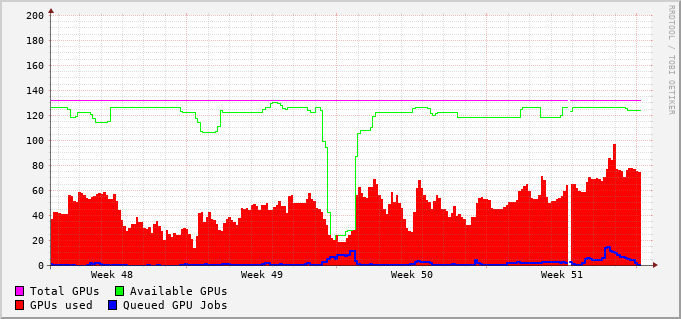 200
180
160
140
120
100
80
60
40
20
0
Week 48 Week 49 Week 50 Week 51
Total GPUs Available GPUs
GPUs used Queued GPU Jobs
RRDTOOL / TOBI OETIKER